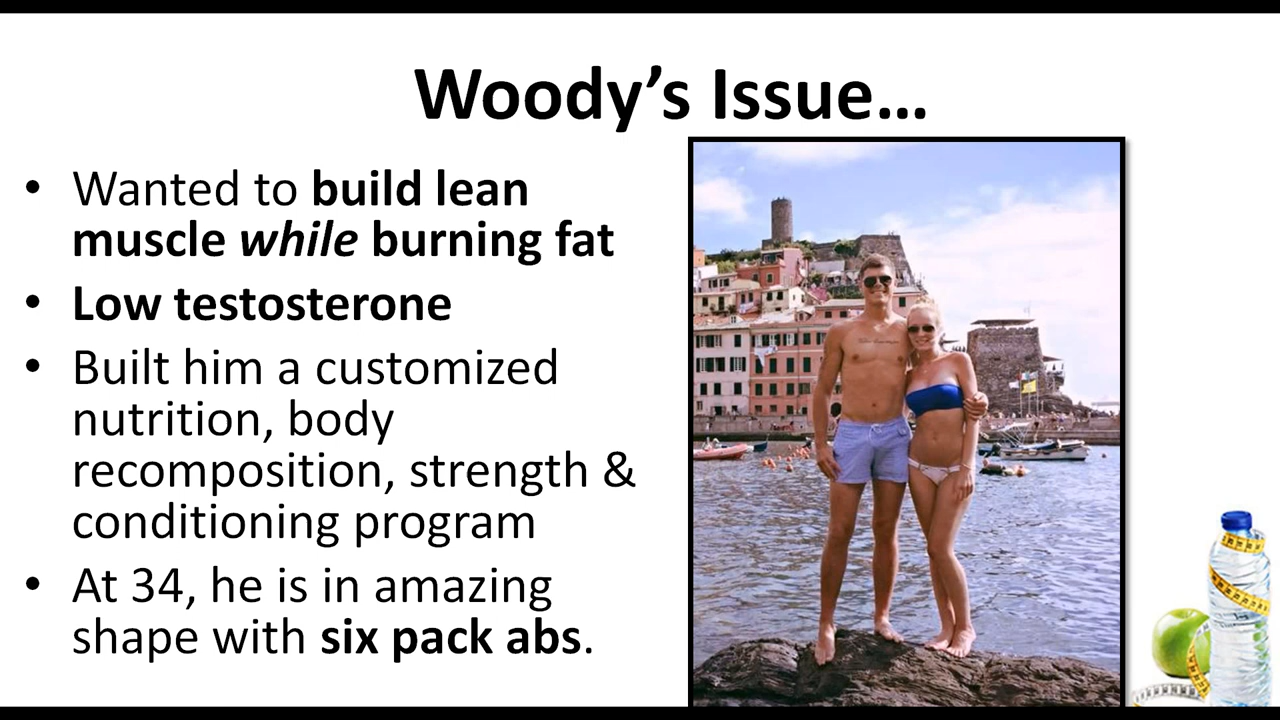 Woody’s Issue…
• Wanted to build lean
muscle while burning fat
• Low testosterone
• Built him a customized
nutrition, body
recomposition, strength &
conditioning program
• At 34, he is in amazing
shape with six pack abs.